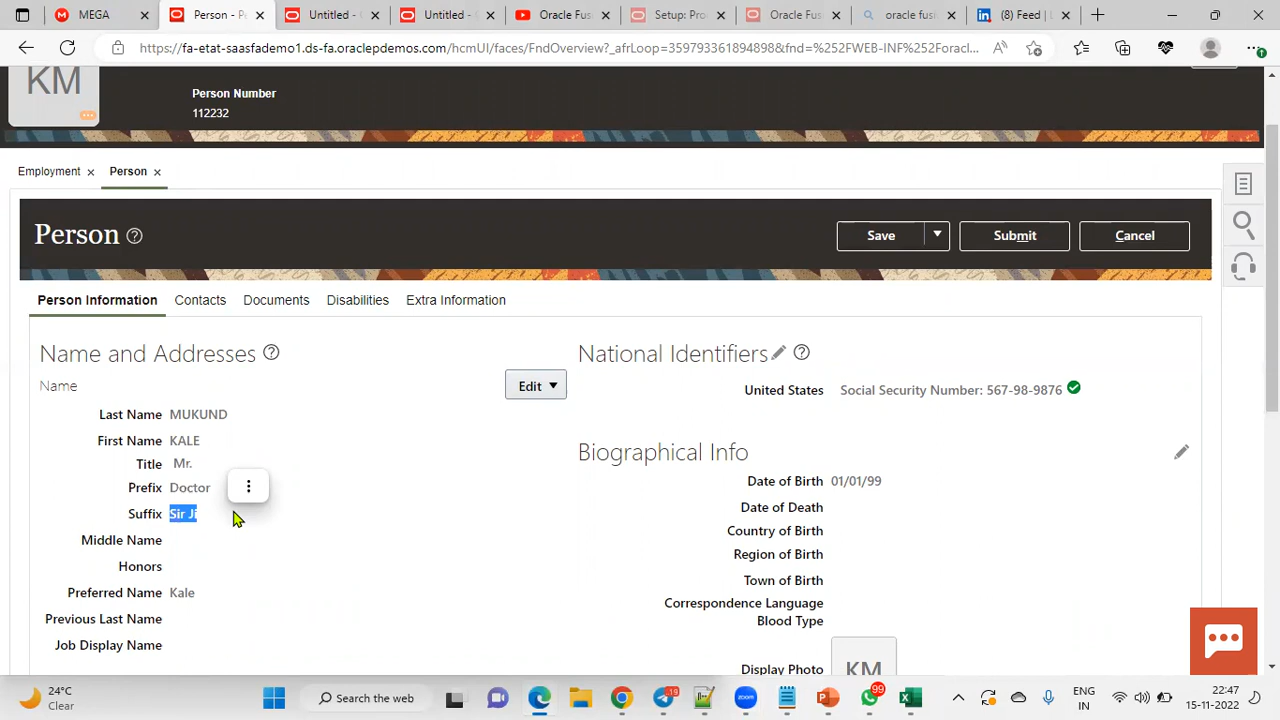 MEGA
Person - P
Untitled -
Untitled -
Oracle Fusi
Setup: Pro
Oracle Fus
oracle fusi
(8) Feed | L
https://fa-etat-saasfademo1.ds-fa.oraclepdemos.com/hcmUI/faces/FndOverview?_afrLoop=35979336189489&fnd=%252FWEB-INF%252Foracl...
KM
Person Number
112232
Employment
Person
Person
Save
Submit
Cancel
Person Information
Contacts
Documents
Disabilities
Extra Information
Name and Addresses
Name
Edit
Last Name MUKUND
First Name KALE
Title Mr.
Prefix Doctor
Suffix Sir Ji
Middle Name
Honors
Preferred Name Kale
Previous Last Name
Job Display Name
National Identifiers
United States Social Security Number: 567-98-9876
Biographical Info
Date of Birth 01/01/99
Date of Death
Country of Birth
Region of Birth
Town of Birth
Correspondence Language
Blood Type
Display Photo KM
24°C
Clear
Search the web
-19
99
ENG
IN
22:47
15-11-2022